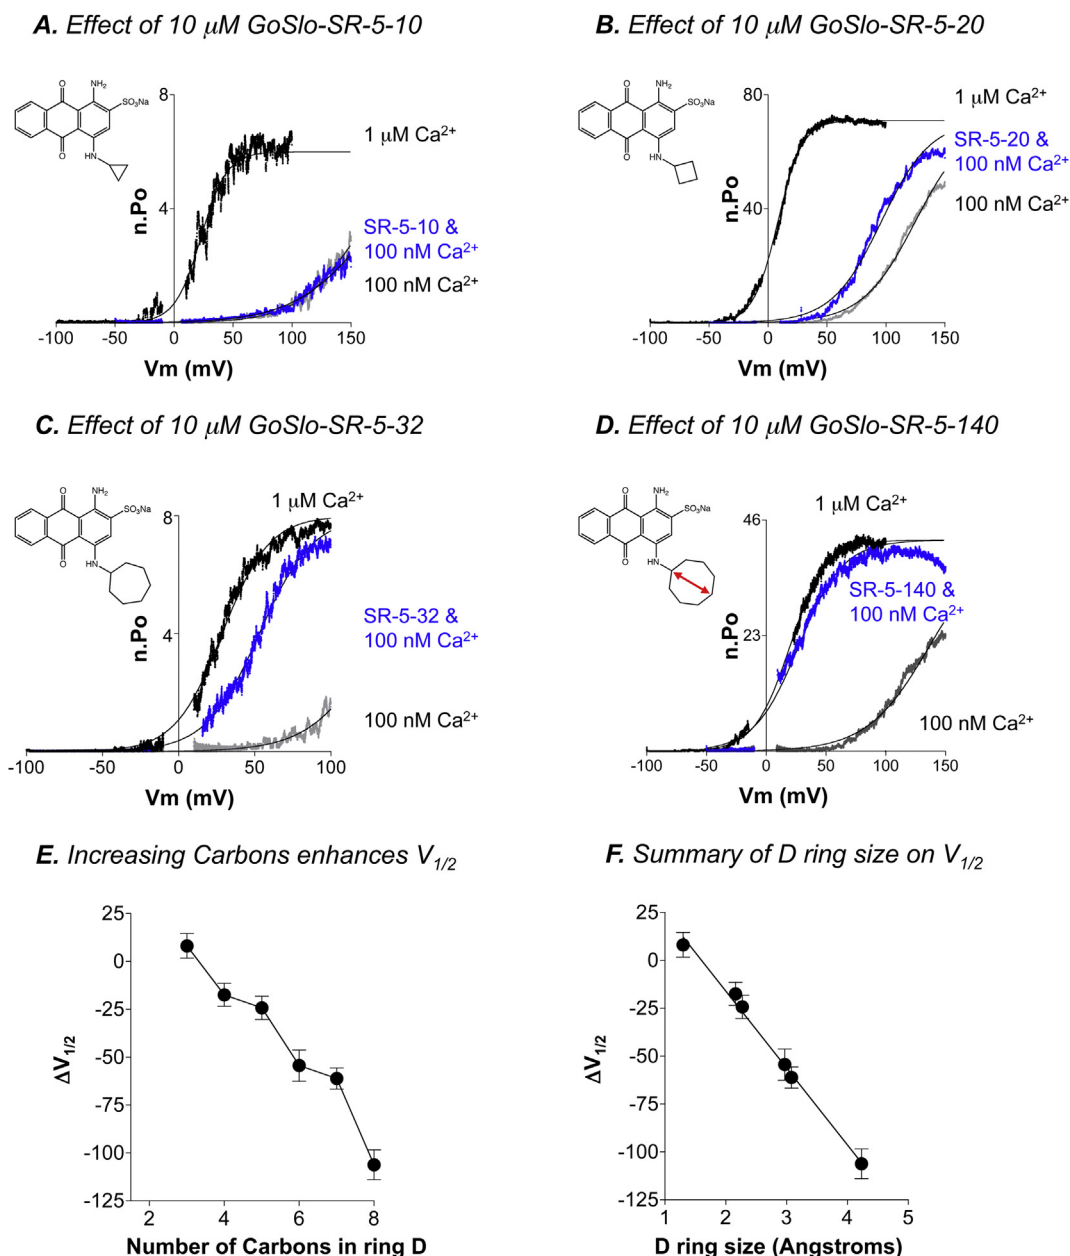 A. Effect of 10 μM GoSlo-SR-5-10
O
NH₂
SO₃Na
O
HN
8
4
n.Po
1 μM Ca²⁺
SR-5-10 &
100 nM Ca²⁺
100 nM Ca²⁺
-100 -50 0 50 100 150
Vm (mV)
B. Effect of 10 μM GoSlo-SR-5-20
O
NH₂
SO₃Na
O
HN
80
40
n.Po
1 μM Ca²⁺
SR-5-20 &
100 nM Ca²⁺
100 nM Ca²⁺
-100 -50 0 50 100 150
Vm (mV)
C. Effect of 10 μM GoSlo-SR-5-32
O
NH₂
SO₃Na
O
HN
8
4
n.Po
1 μM Ca²⁺
SR-5-32 &
100 nM Ca²⁺
100 nM Ca²⁺
-100 -50 0 50 100
Vm (mV)
D. Effect of 10 μM GoSlo-SR-5-140
O
NH₂
SO₃Na
O
HN
46
23
n.Po
1 μM Ca²⁺
SR-5-140 &
100 nM Ca²⁺
100 nM Ca²⁺
-100 -50 0 50 100 150
Vm (mV)
E. Increasing Carbons enhances V₁/₂
25
0
-25
-50
-75
-100
-125
ΔV₁/₂
2 4 6 8
Number of Carbons in ring D
F. Summary of D ring size on V₁/₂
25
0
-25
-50
-75
-100
-125
ΔV₁/₂
1 2 3 4 5
D ring size (Angstroms)